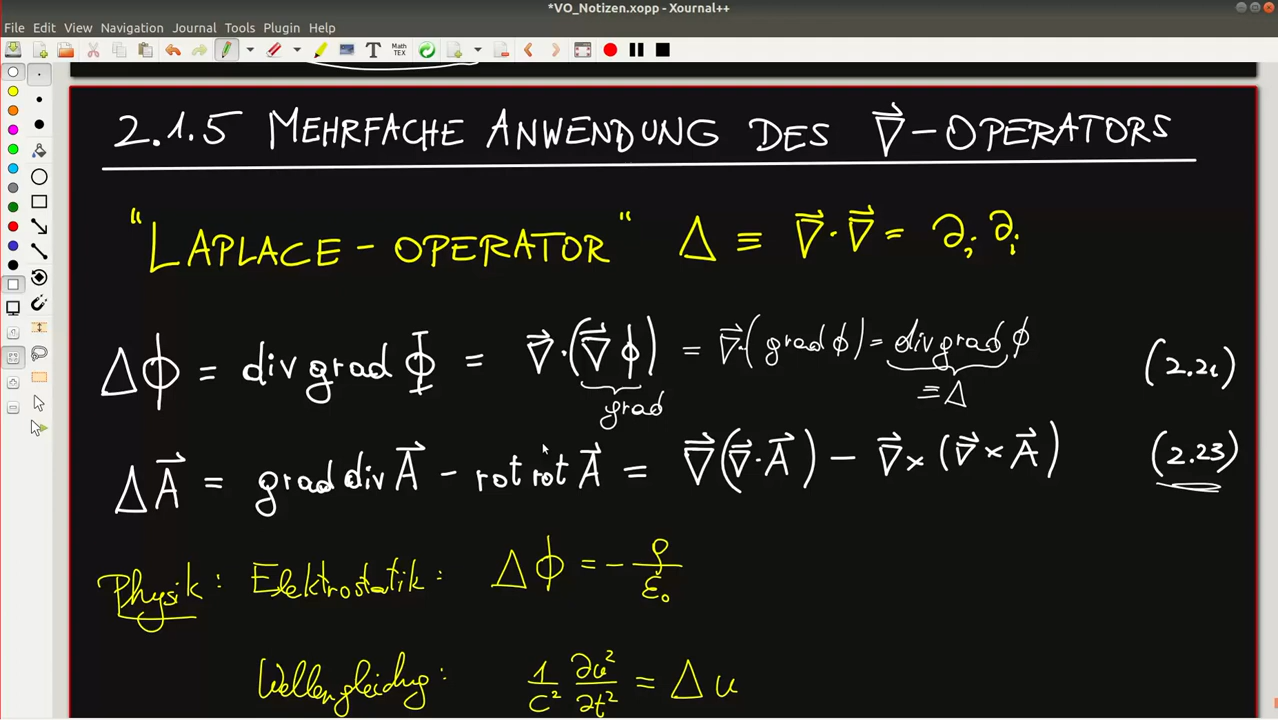 *VO_Notizen.xopp - Xournal++
File Edit View Navigation Journal Tools Plugin Help
2.1.5 MEHRFACHE ANWENDUNG DES ∇⃗-OPERATORS
"LAPLACE-OPERATOR" Δ ≡ ∇⃗·∇⃗ = ∂ᵢ ∂ᵢ
ΔΦ = div grad Φ = ∇⃗·(∇⃗Φ) = ∇⃗·(grad Φ) = div grad Φ (2.21)
grad ≡ Δ
ΔA⃗ = grad div A⃗ - rot rot A⃗ = ∇⃗(∇⃗·A⃗) - ∇⃗×(∇⃗×A⃗) (2.23)
Physik: Elektrostatik: ΔΦ = - ρ/ε₀
Wellengleichung: 1/c² ∂u²/∂t² = Δu